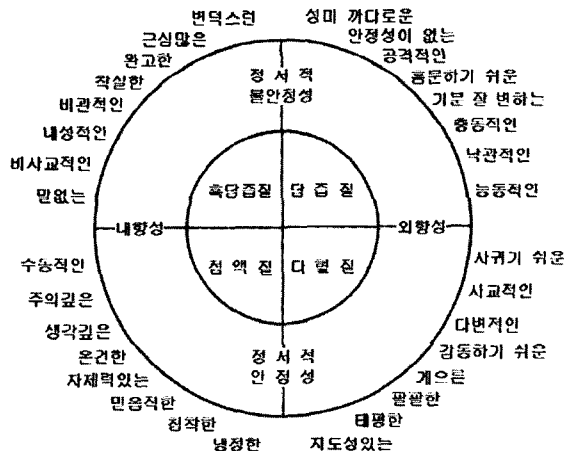 변덕스런
근심많은
완고한
착실한
비관적인
내성적인
비사교적인
말없는
성미 까다로운
안정성이 없는
공격적인
흥분하기 쉬운
기분 잘 변하는
충동적인
낙관적인
능동적인
정 서 적
불안정성
흑담즙질
담 즙 질
내향성
외향성
점 액 질
다 혈 질
정 서 적
안 정 성
수동적인
주의깊은
생각깊은
온건한
자제력있는
믿음직한
침착한
냉정한
사귀기 쉬운
사교적인
다변적인
감동하기 쉬운
게으른
팔팔한
태평한
지도성있는